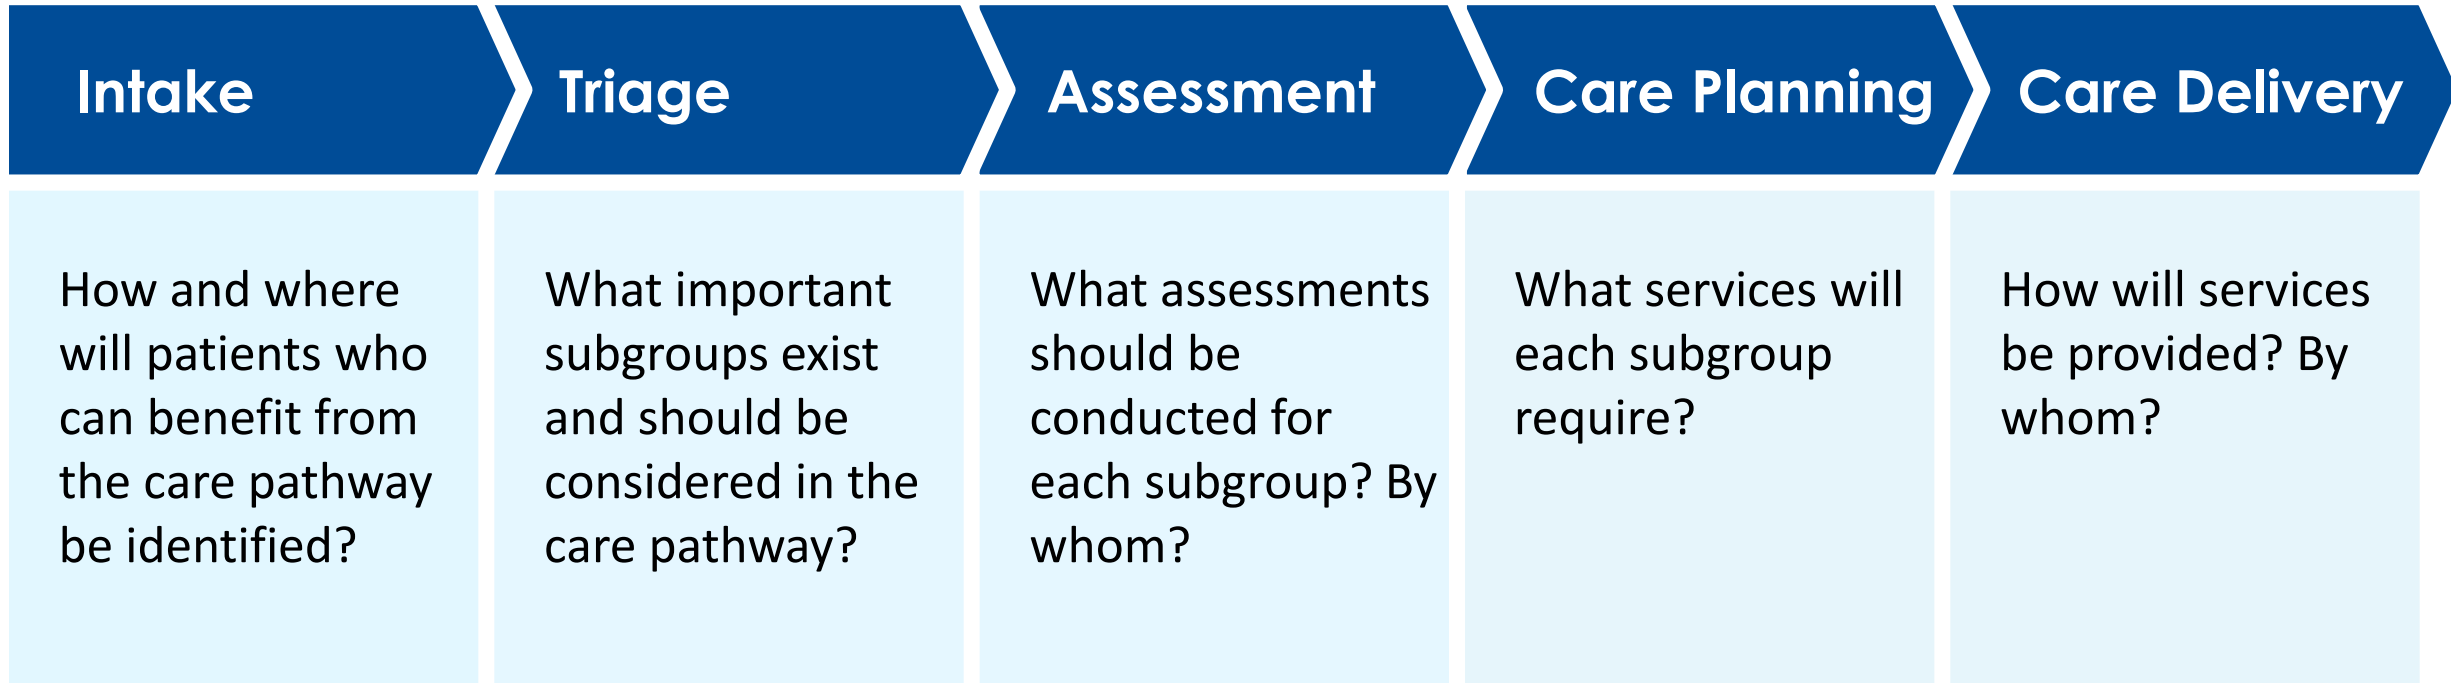 Intake
Triage
Assessment
Care Planning
Care Delivery
How and where
will patients who
can benefit from
the care pathway
be identified?
What important
subgroups exist
and should be
considered in the
care pathway?
What assessments
should be
conducted for
each subgroup? By
whom?
What services will
each subgroup
require?
How will services
be provided? By
whom?